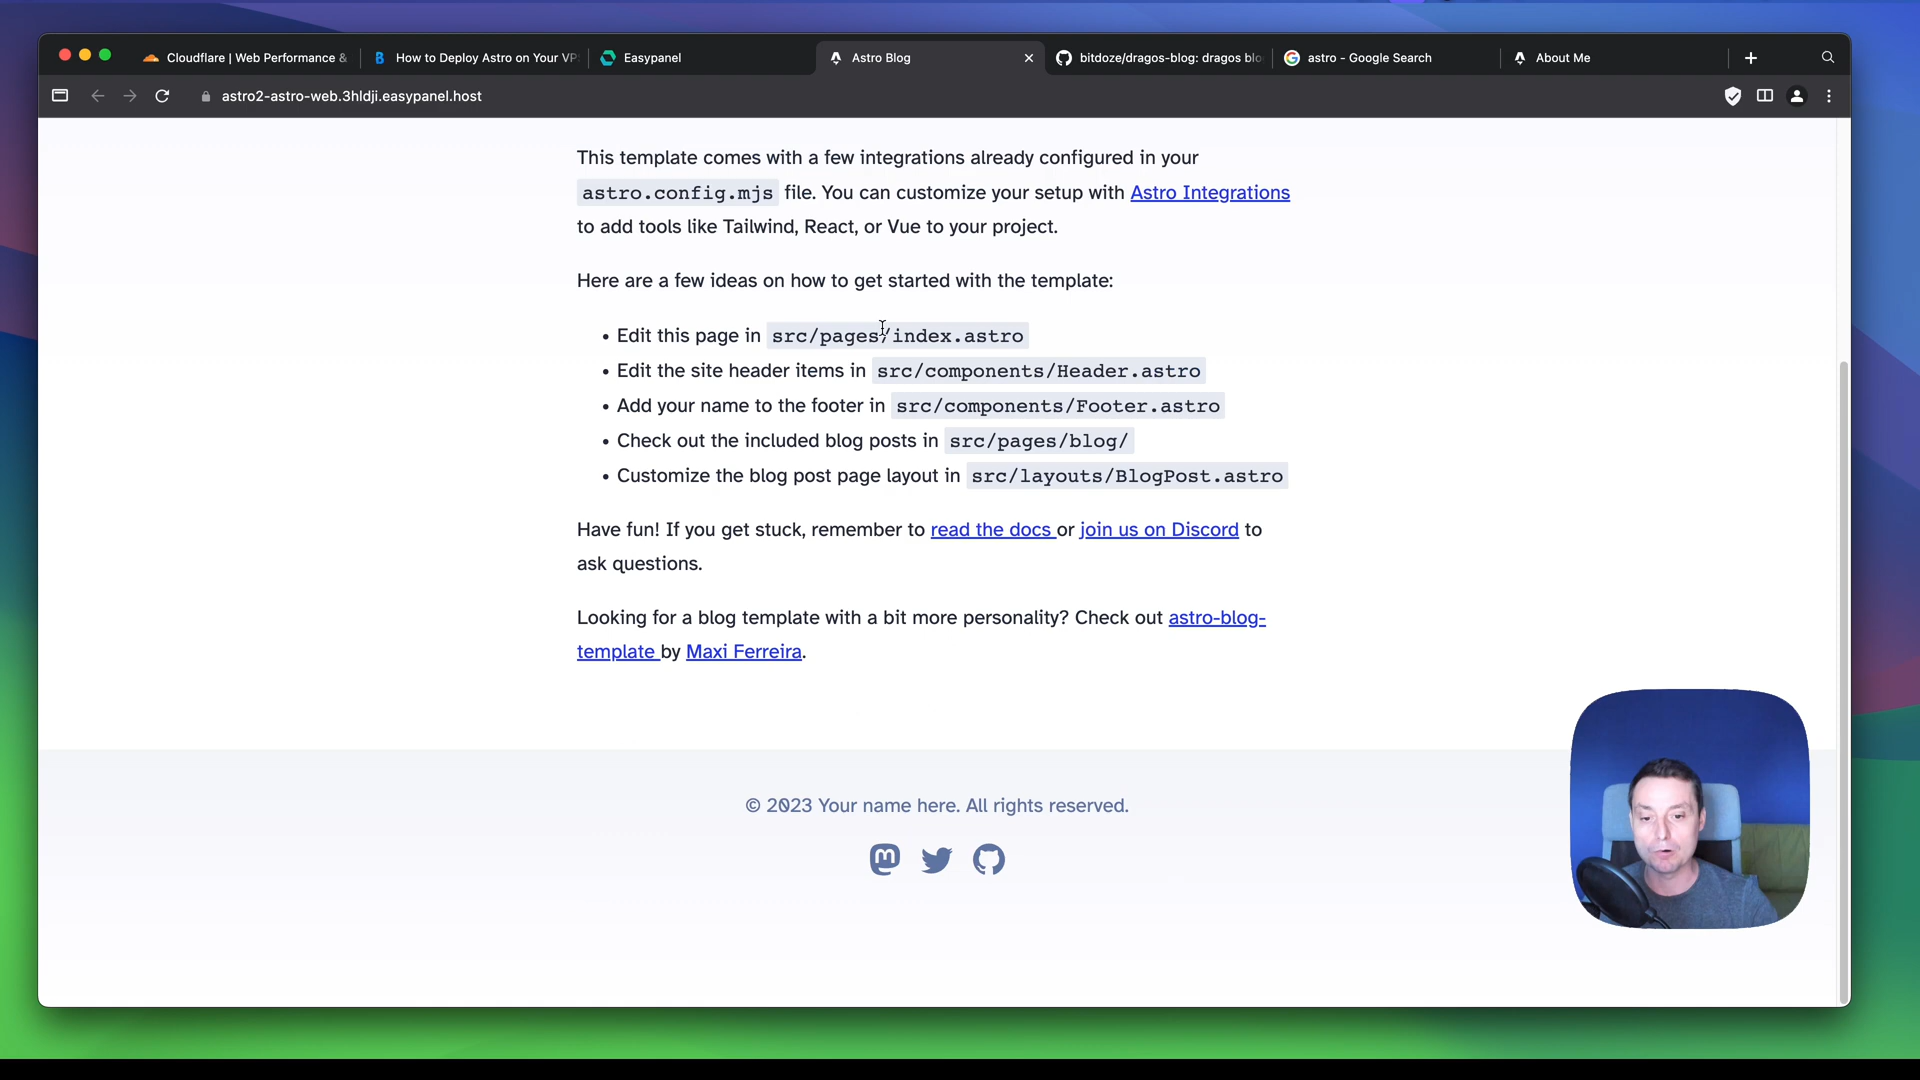 Cloudflare | Web Performance &
How to Deploy Astro on Your VP
Easypanel
Astro Blog
bitdoze/dragos-blog: dragos blo
astro - Google Search
About Me
astro2-astro-web.3hldji.easypanel.host
This template comes with a few integrations already configured in your
astro.config.mjs file. You can customize your setup with Astro Integrations
to add tools like Tailwind, React, or Vue to your project.
Here are a few ideas on how to get started with the template:
• Edit this page in src/pages/index.astro
• Edit the site header items in src/components/Header.astro
• Add your name to the footer in src/components/Footer.astro
• Check out the included blog posts in src/pages/blog/
• Customize the blog post page layout in src/layouts/BlogPost.astro
Have fun! If you get stuck, remember to read the docs or join us on Discord to
ask questions.
Looking for a blog template with a bit more personality? Check out astro-blog-
template by Maxi Ferreira.
© 2023 Your name here. All rights reserved.